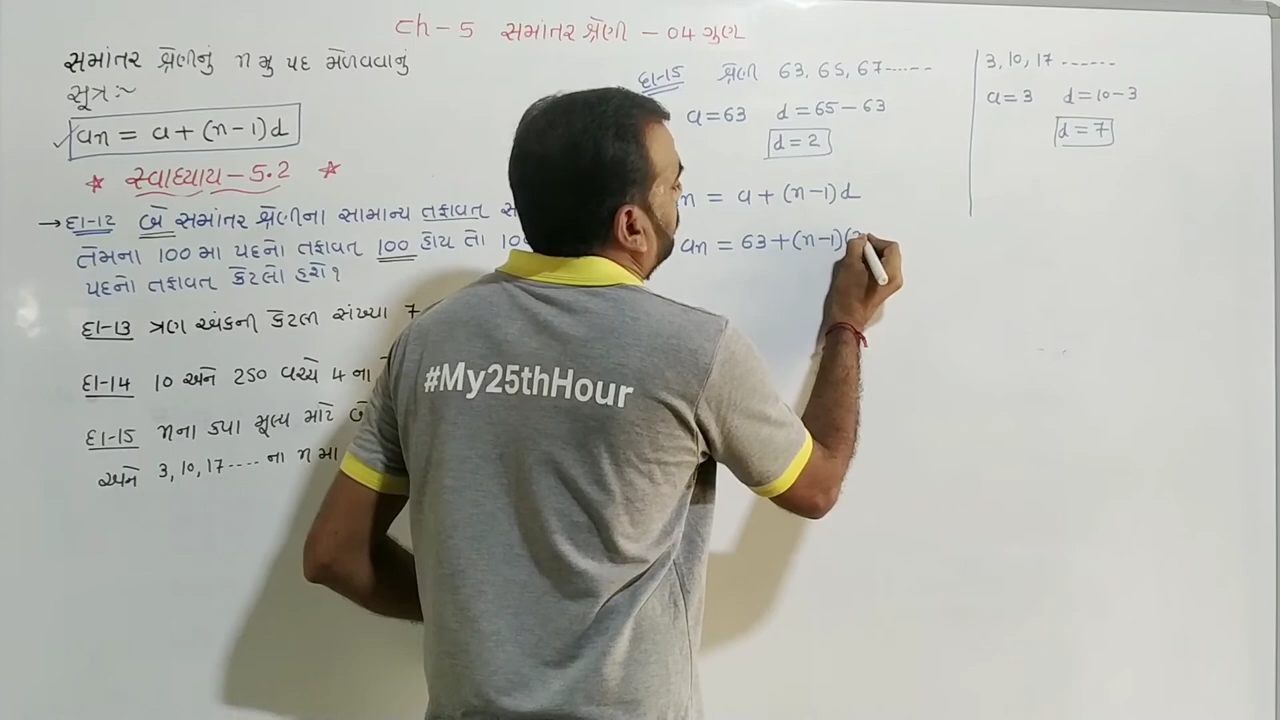 Ch-5 સમાંતર શ્રેણી - 04 ગુણ
સમાંતર શ્રેણીનું n મુ પદ મેળવવાનું
સૂત્ર:~
an = a + (n-1)d
★ સ્વાધ્યાય-5.2 ★
→દા-12 બે સમાંતર શ્રેણીના સામાન્ય તફાવત
તેમના 100 મા પદનો તફાવત 100 હોય તો
પદનો તફાવત કેટલો હશે?
દા-13 ત્રણ અંકની કેટલી સંખ્યા 7
દા-14 10 અને 250 વચ્ચે 4 ના
દા-15 nના કયા મૂલ્ય માટે
અને 3, 10, 17.... ના n મા
દા-15 શ્રેણી 63, 65, 67......
a=63 d=65-63
d=2
n = a + (n-1)d
an = 63+(n-1)(2
3, 10, 17 ......
a=3 d=10-3
d=7
#My25thHour